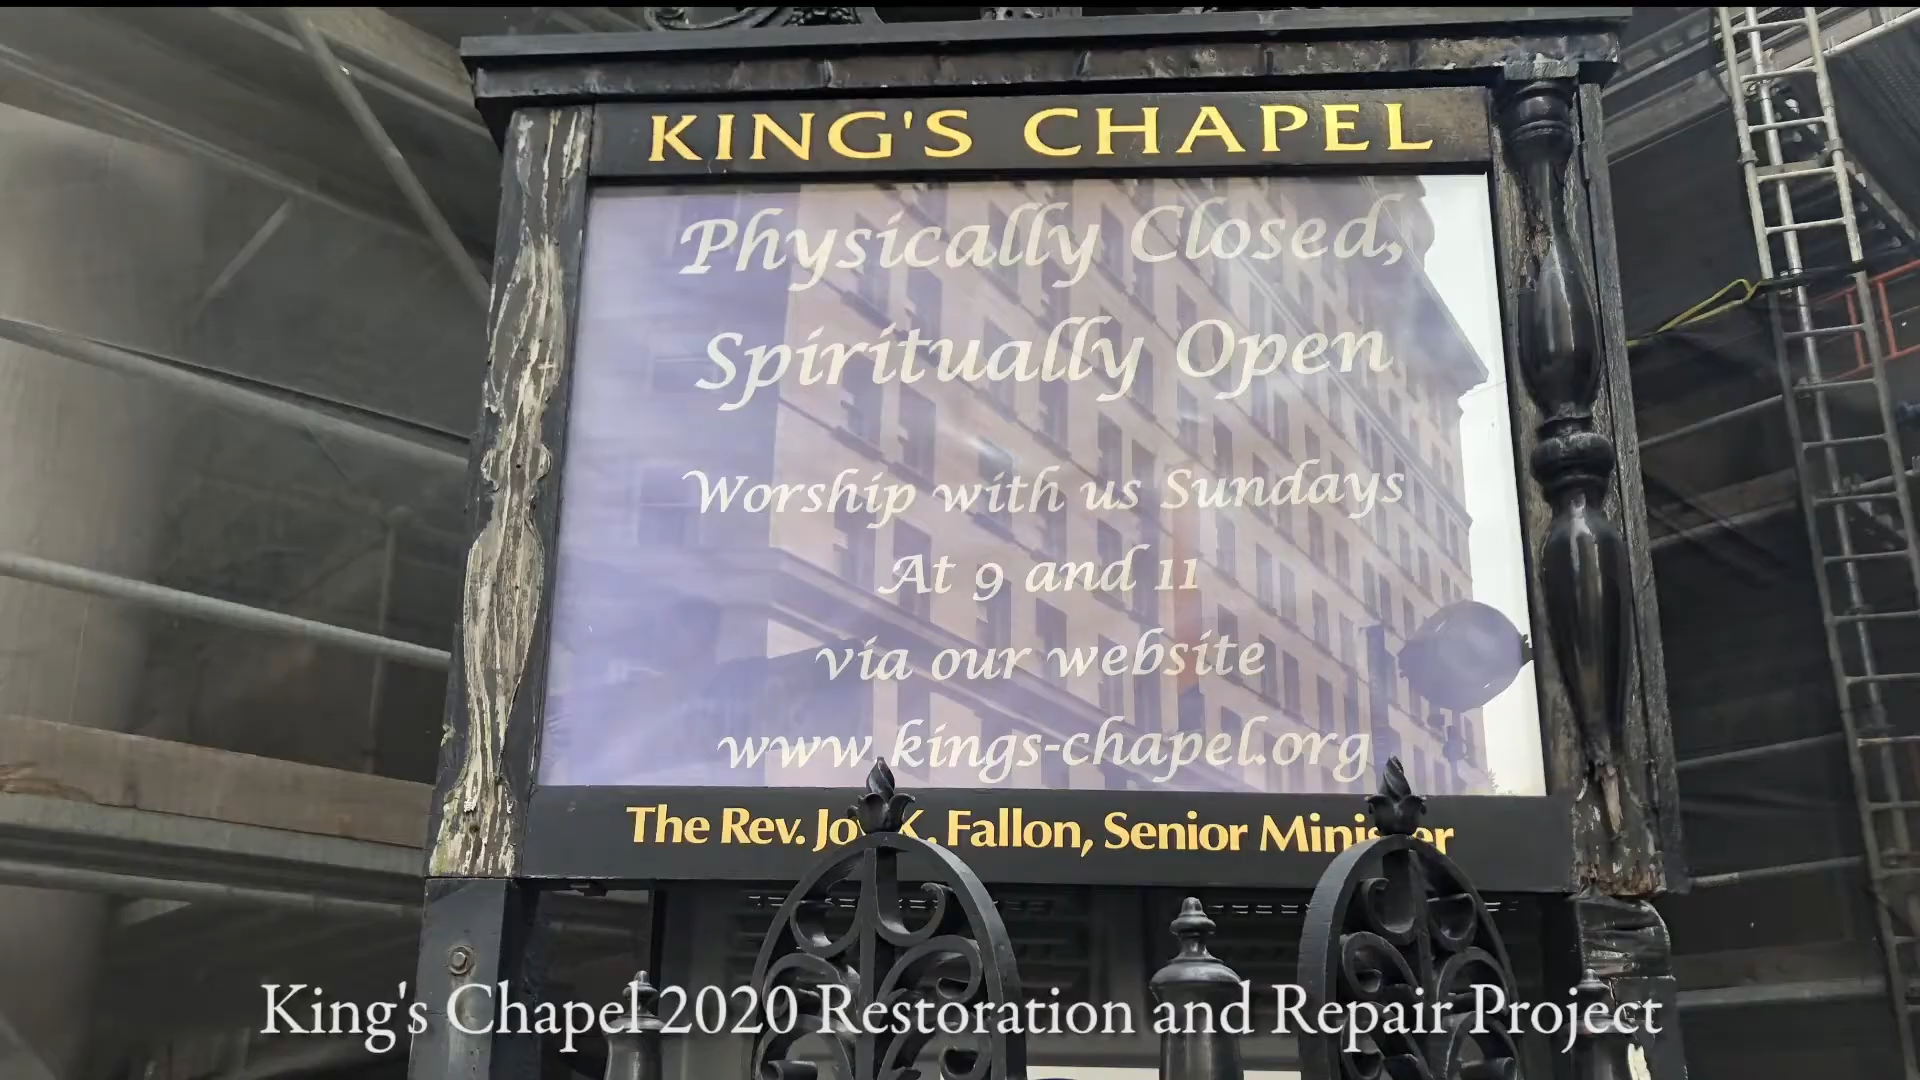 KING'S CHAPEL
Physically Closed,
Spiritually Open
Worship with us Sundays
At 9 and 11
via our website
www.kings-chapel.org
The Rev. K. Fallon, Senior
King's Chapel 2020 Restoration and Repair Project